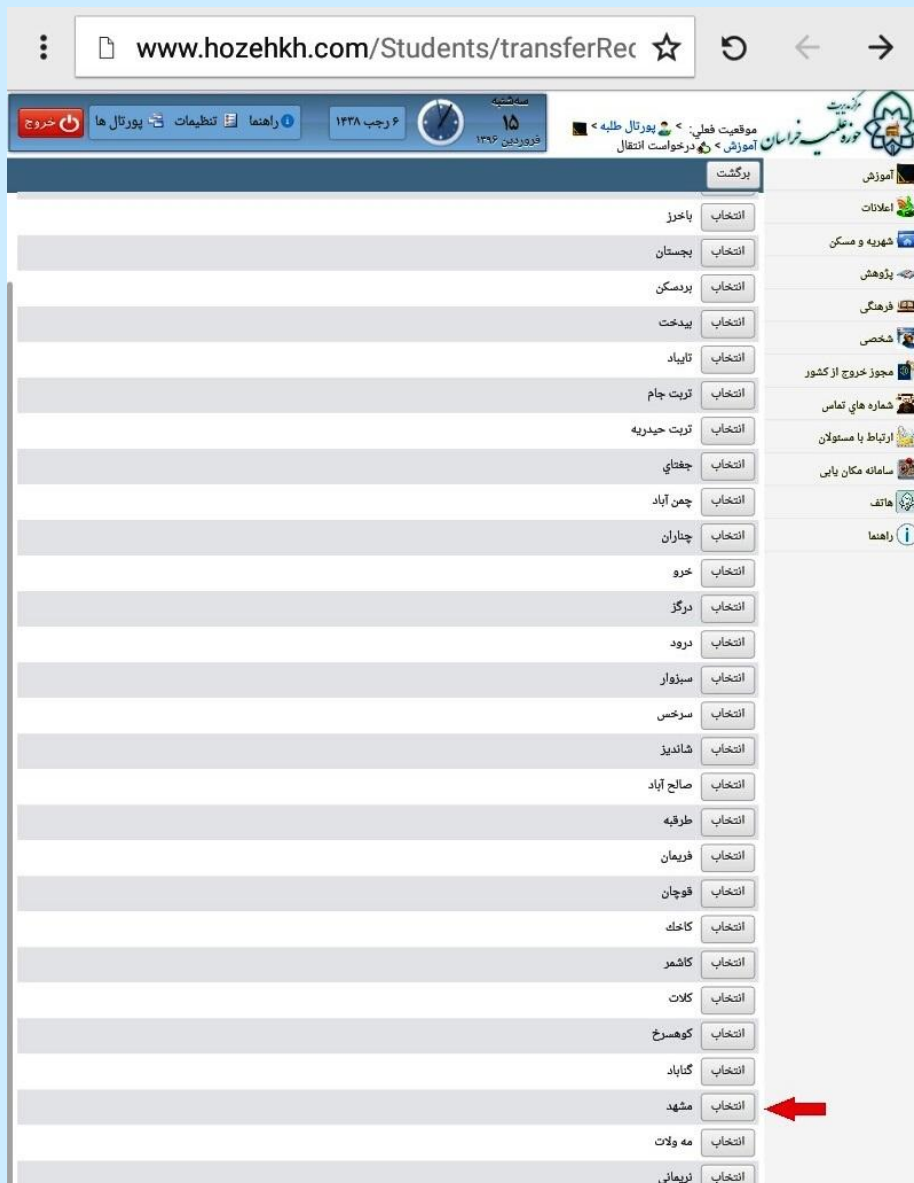 www.hozehkh.com/Students/transferRec
مرکز مدیریت
حوزه علمیه خراسان
موقعیت فعلی: > پورتال طلبه >
آموزش > درخواست انتقال
سه‌شنبه
۱۵
فروردین ۱۳۹۶
۶ رجب ۱۴۳۸
راهنما تنظیمات پورتال ها
خروج
برگشت
آموزش
اعلانات
شهریه و مسکن
پژوهش
فرهنگی
شخصی
مجوز خروج از کشور
شماره هاي تماس
ارتباط با مسئولان
سامانه مکان یابی
هاتف
راهنما
انتخاب باخرز
انتخاب بجستان
انتخاب بردسکن
انتخاب بیدخت
انتخاب تایباد
انتخاب تربت جام
انتخاب تربت حیدریه
انتخاب جغتاي
انتخاب چمن آباد
انتخاب چناران
انتخاب خرو
انتخاب درگز
انتخاب درود
انتخاب سبزوار
انتخاب سرخس
انتخاب شاندیز
انتخاب صالح آباد
انتخاب طرقبه
انتخاب فریمان
انتخاب قوچان
انتخاب کاخك
انتخاب کاشمر
انتخاب کلات
انتخاب کوهسرخ
انتخاب گناباد
انتخاب مشهد
انتخاب مه ولات
انتخاب نریمانی